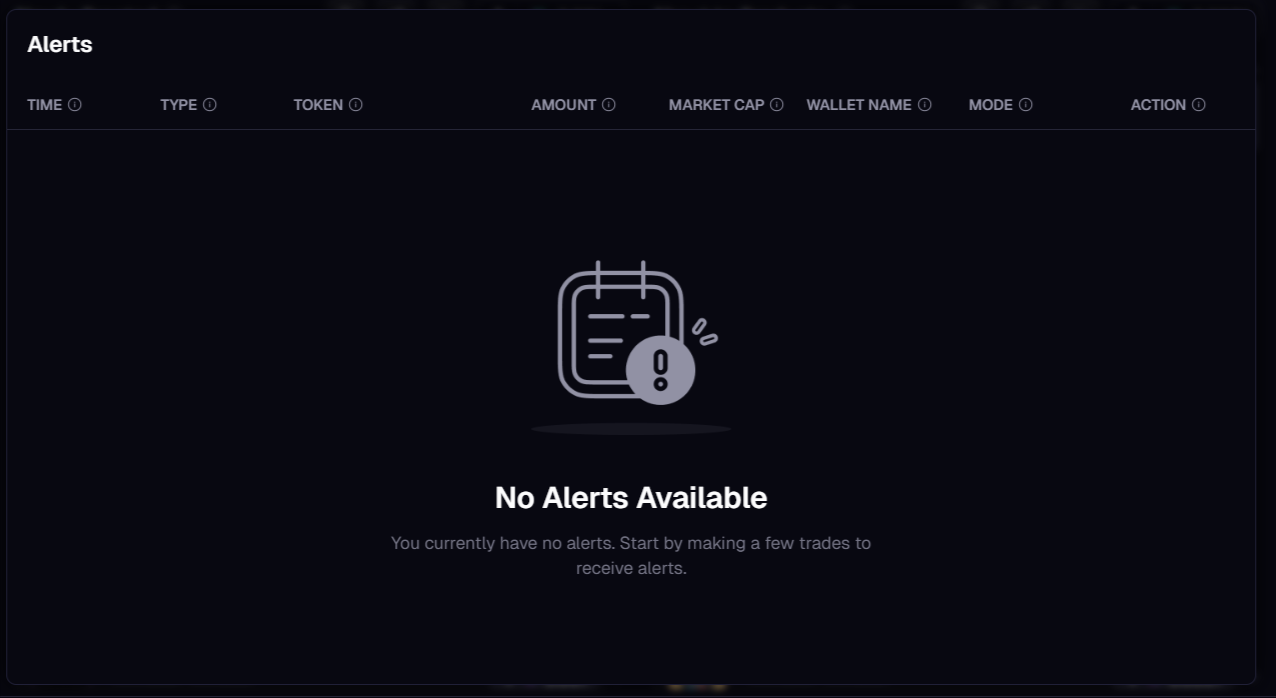 Alerts
TIME TYPE TOKEN AMOUNT MARKET CAP WALLET NAME MODE ACTION
No Alerts Available
You currently have no alerts. Start by making a few trades to
receive alerts.